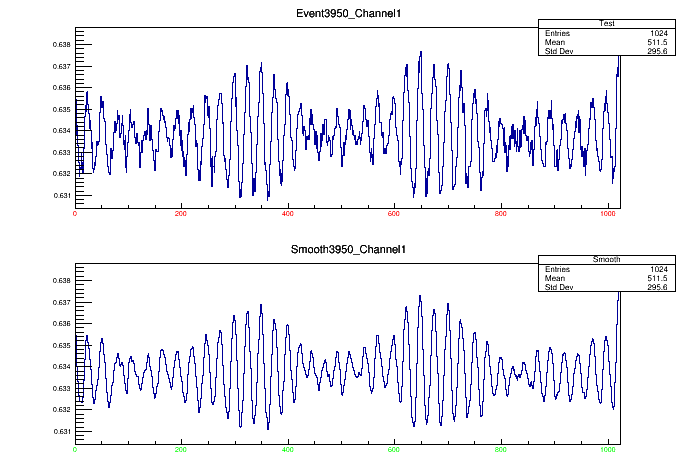 Event3950_Channel1
Test
Entries 1024
Mean 511.5
Std Dev 295.6
0.638
0.637
0.636
0.635
0.634
0.633
0.632
0.631
0 200 400 600 800 1000
Smooth3950_Channel1
Smooth
Entries 1024
Mean 511.5
Std Dev 295.6
0.638
0.637
0.636
0.635
0.634
0.633
0.632
0.631
0 200 400 600 800 1000